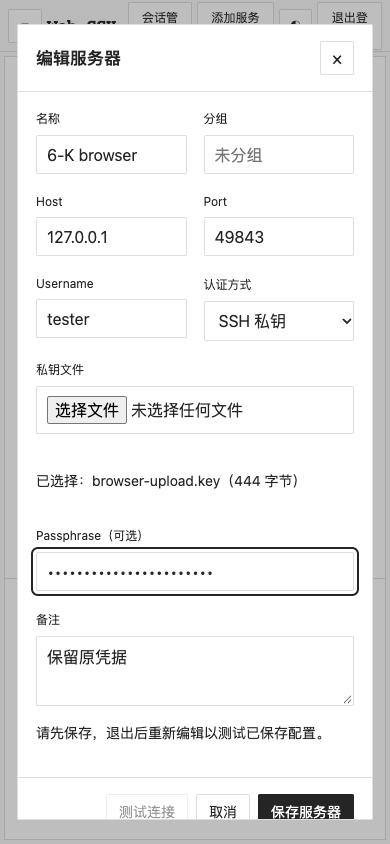 会话管
添加服务
退出登
编辑服务器
×
名称
分组
6-K browser
未分组
Host
Port
127.0.0.1
49843
Username
认证方式
tester
SSH 私钥
私钥文件
选择文件 未选择任何文件
已选择：browser-upload.key（444 字节）
Passphrase（可选）
•••••••••••••••••••••••
备注
保留原凭据
请先保存，退出后重新编辑以测试已保存配置。
测试连接
取消
保存服务器